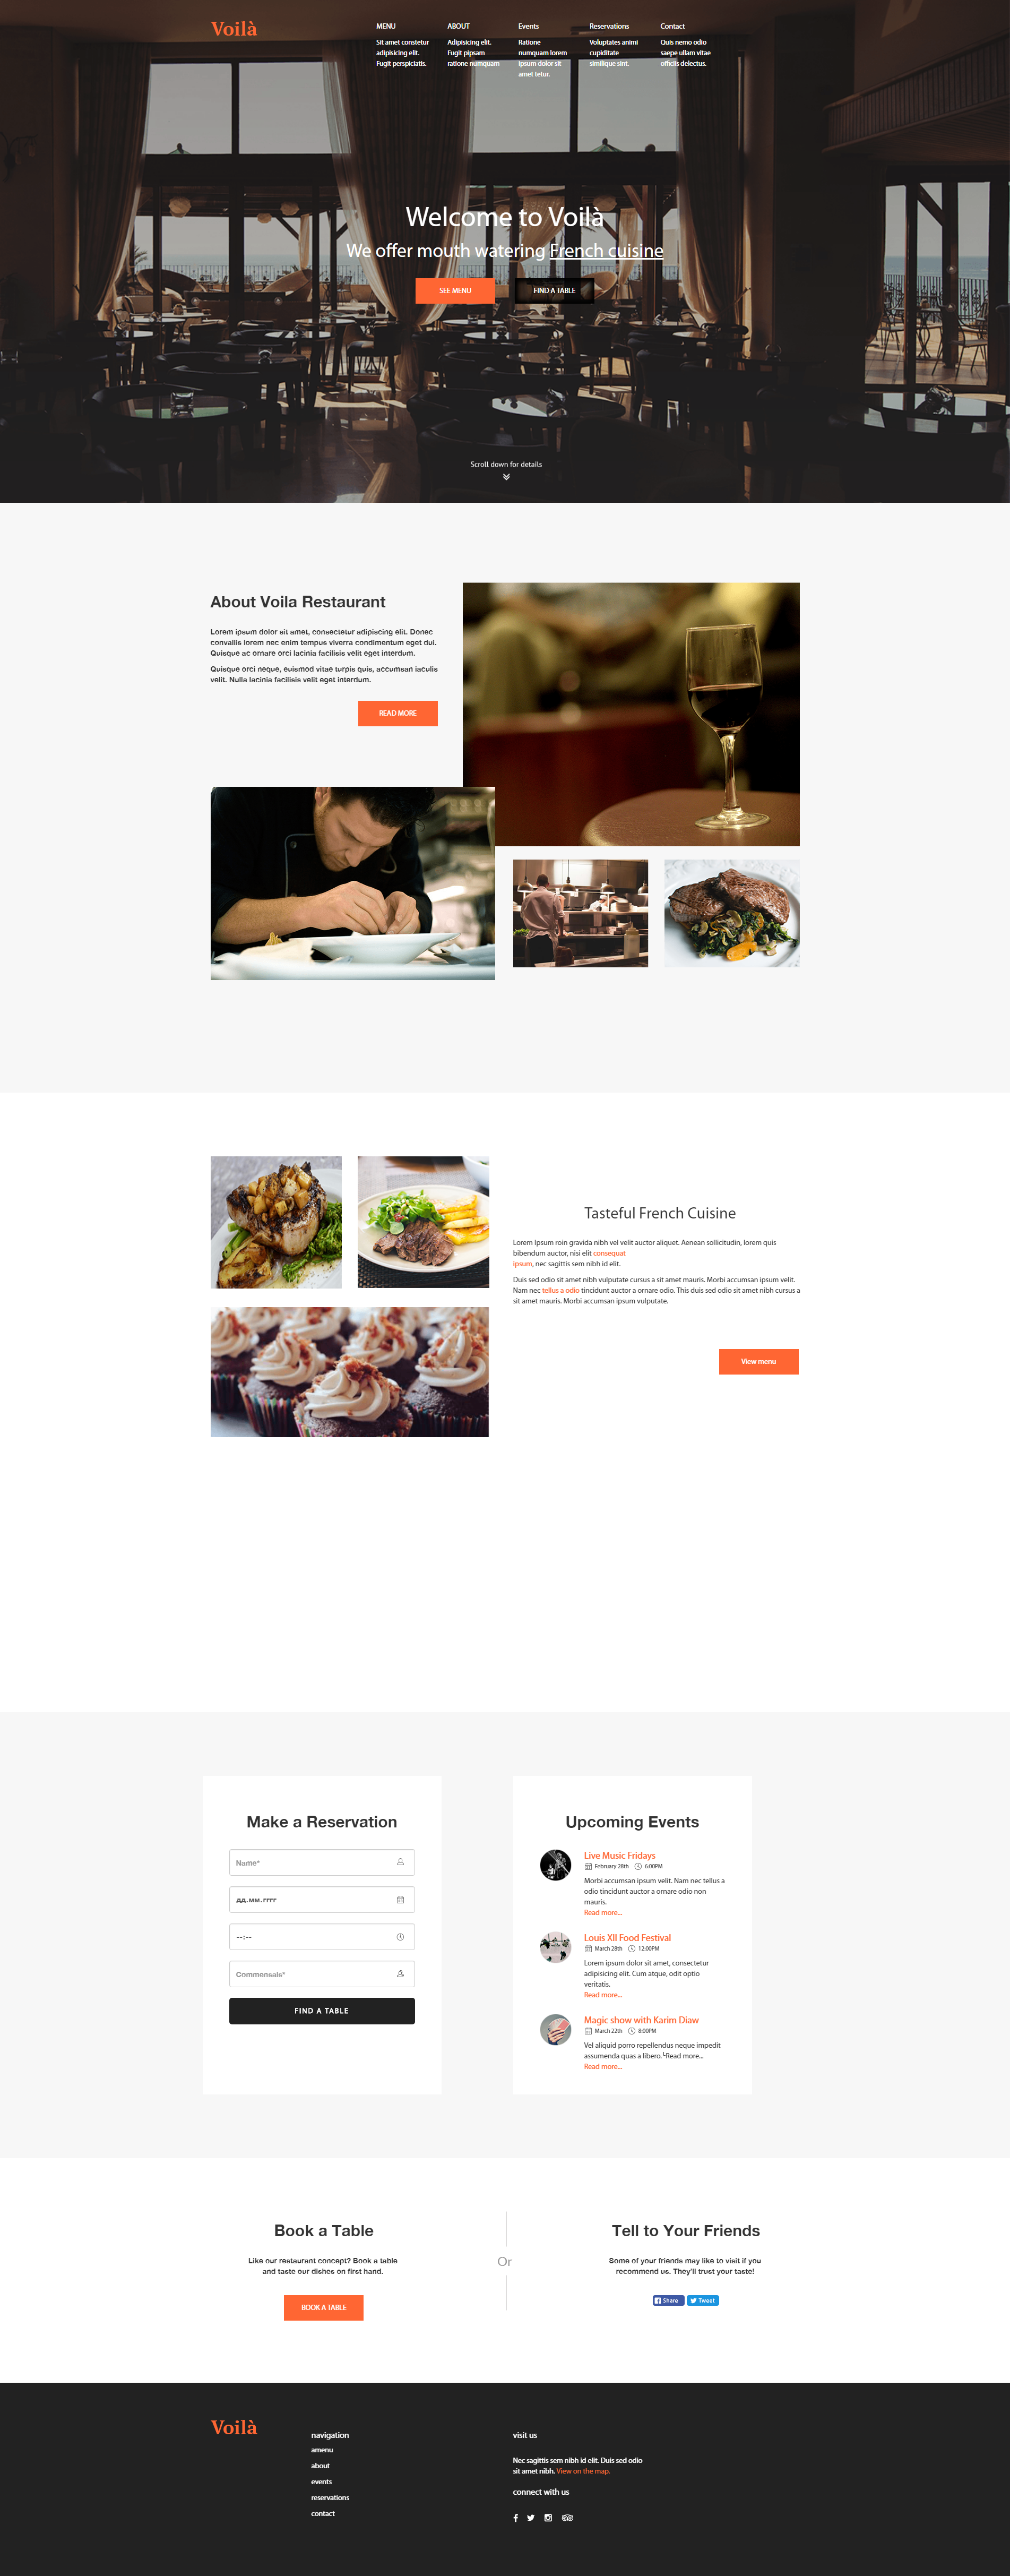 Voilà
MENU
Sit amet constetur
adipisicing elit.
Fugit perspiciatis.
ABOUT
Adipisicing elit.
Fugit pipsam
ratione numquam
Events
Ratione
numquam lorem
ipsum dolor sit
amet tetur.
Reservations
Voluptates animi
cupiditate
similique sint.
Contact
Quis nemo odio
saepe ullam vitae
officiis delectus.
Welcome to Voilà
We offer mouth watering French cuisine
SEE MENU
FIND A TABLE
Scroll down for details
About Voila Restaurant
Lorem ipsum dolor sit amet, consectetur adipiscing elit. Donec
convallis lorem nec enim tempus viverra condimentum eget dui.
Quisque ac ornare orci lacinia facilisis velit eget interdum.
Quisque orci neque, euismod vitae turpis quis, accumsan iaculis
velit. Nulla lacinia facilisis velit eget interdum.
READ MORE
Tasteful French Cuisine
Lorem Ipsum roin gravida nibh vel velit auctor aliquet. Aenean sollicitudin, lorem quis
bibendum auctor, nisi elit consequat
ipsum, nec sagittis sem nibh id elit.
Duis sed odio sit amet nibh vulputate cursus a sit amet mauris. Morbi accumsan ipsum velit.
Nam nec tellus a odio tincidunt auctor a ornare odio. This duis sed odio sit amet nibh cursus a
sit amet mauris. Morbi accumsan ipsum vulputate.
View menu
Make a Reservation
Name*
дд.мм.гггг
--:--
Commensals*
FIND A TABLE
Upcoming Events
Live Music Fridays
February 28th 6:00PM
Morbi accumsan ipsum velit. Nam nec tellus a
odio tincidunt auctor a ornare odio non
mauris.
Read more...
Louis XII Food Festival
March 28th 12:00PM
Lorem ipsum dolor sit amet, consectetur
adipisicing elit. Cum atque, odit optio
veritatis.
Read more...
Magic show with Karim Diaw
March 22th 8:00PM
Vel aliquid porro repellendus neque impedit
assumenda quas a libero.└Read more...
Read more...
Book a Table
Like our restaurant concept? Book a table
and taste our dishes on first hand.
BOOK A TABLE
Or
Tell to Your Friends
Some of your friends may like to visit if you
recommend us. They'll trust your taste!
Share
Tweet
Voilà
navigation
amenu
about
events
reservations
contact
visit us
Nec sagittis sem nibh id elit. Duis sed odio
sit amet nibh. View on the map.
connect with us